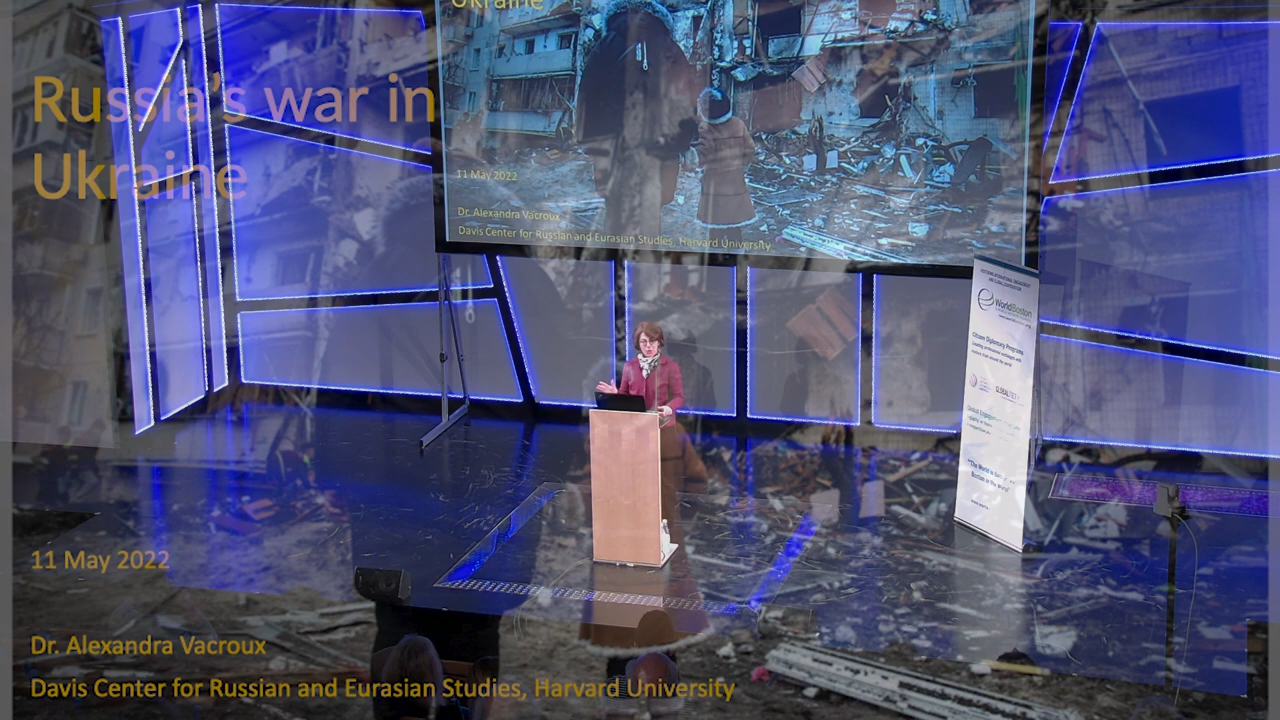 Russia's war in
Ukraine
11 May 2022
Dr. Alexandra Vacroux
Davis Center for Russian and Eurasian Studies, Harvard University
Ukraine
11 May 2022
Dr. Alexandra Vacroux
Davis Center for Russian and Eurasian Studies, Harvard University
WorldBoston
Citizen Diplomacy Programs